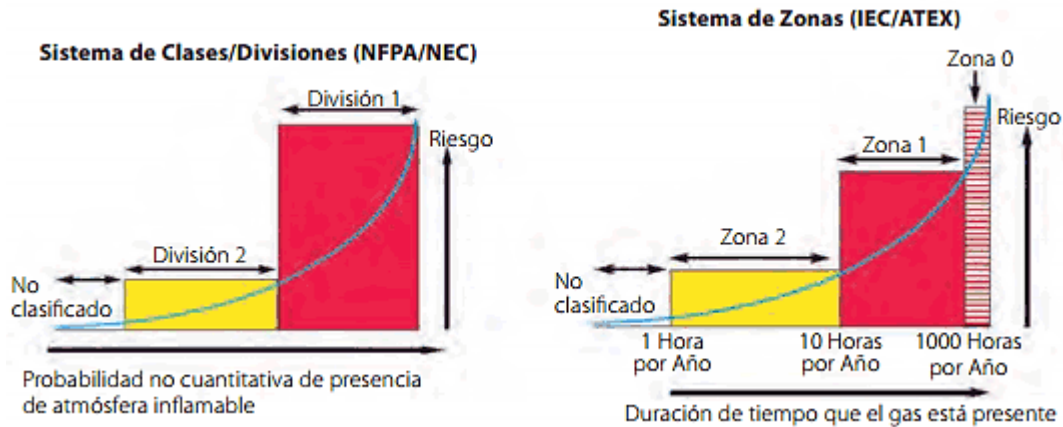 Sistema de Clases/Divisiones (NFPA/NEC)
División 1
Riesgo
División 2
No
clasificado
Probabilidad no cuantitativa de presencia
de atmósfera inflamable
Sistema de Zonas (IEC/ATEX)
Zona 0
Riesgo
Zona 1
Zona 2
No
clasificado
1 Hora
por Año
10 Horas
por Año
1000 Horas
por Año
Duración de tiempo que el gas está presente